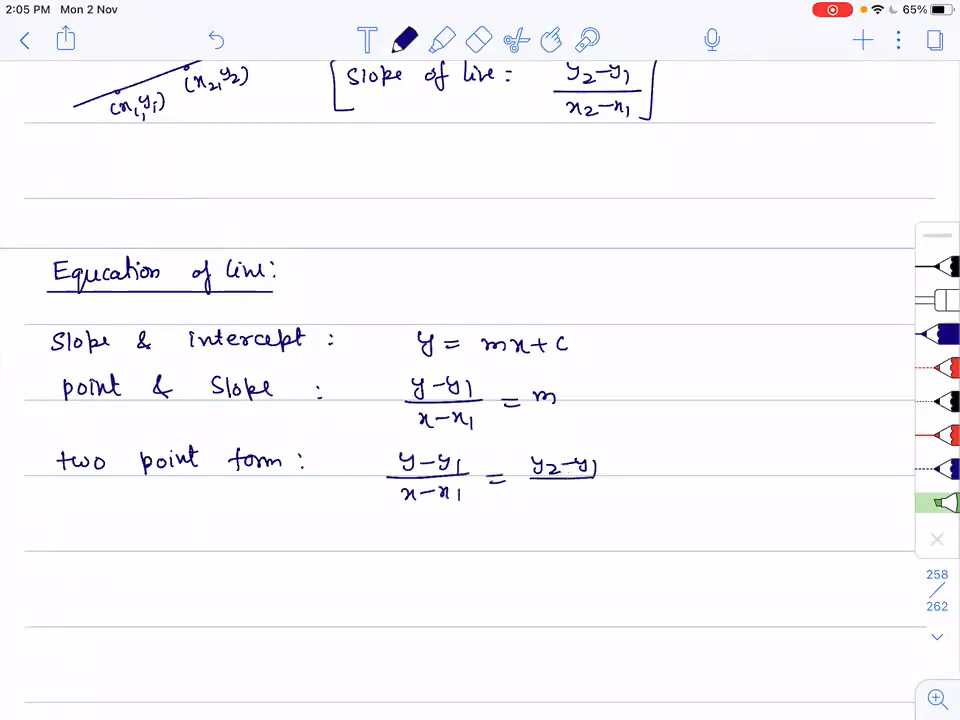 2:05 PM Mon 2 Nov
65%
T
(x₁, y₁) (x₂, y₂)
[Slope of line: y₂-y₁ / x₂-x₁]
Equcation of line:
Slope & intercept : y = mx+c
point & Slope : y-y₁ / x-x₁ = m
two point form: y-y₁ / x-x₁ = y₂-y₁
258
/
262